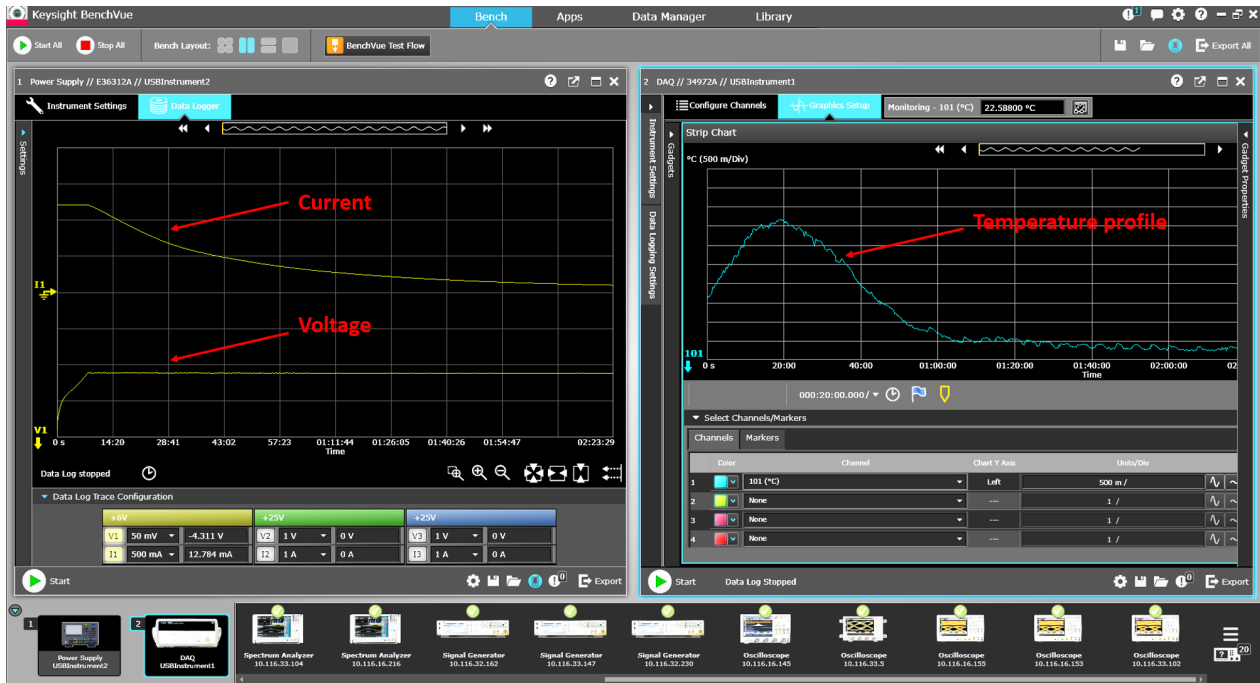 Keysight BenchVue
Bench Apps Data Manager Library
1
Start All Stop All Bench Layout: BenchVue Test Flow Export All
1 Power Supply // E36312A // USBInstrument2
Instrument Settings Data Logger
Settings
Current
I1
Voltage
V1
0 s 14:20 28:41 43:02 57:23 01:11:44 01:26:05 01:40:26 01:54:47 02:23:29
Time
Data Log stopped
Data Log Trace Configuration
+6V +25V +25V
V1 50 mV -4.311 V V2 1 V 0 V V3 1 V 0 V
I1 500 mA 12.784 mA I2 1 A 0 A I3 1 A 0 A
Start 0 Export
2 DAQ // 34972A // USBInstrument1
Configure Channels Graphics Setup Monitoring - 101 (ºC) 22.58800 ºC
Instrument Settings
Data Logging Settings
Gadgets
Gadget Properties
Strip Chart
ºC (500 m/Div)
Temperature profile
101
0 s 20:00 40:00 01:00:00 01:20:00 01:40:00 02:00:00 02
Time
000:20:00.000/
Select Channels/Markers
Channels Markers
Color Channel Chart Y Axis Units/Div
1 101 (ºC) Left 500 m /
2 None --- 1 /
3 None --- 1 /
4 None --- 1 /
Start Data Log Stopped 0 Export
1 Power Supply
USBInstrument2
2 DAQ
USBInstrument1
Spectrum Analyzer
10.116.33.104
Spectrum Analyzer
10.116.16.216
Signal Generator
10.116.32.162
Signal Generator
10.116.33.147
Signal Generator
10.116.32.230
Oscilloscope
10.116.16.145
Oscilloscope
10.116.33.5
Oscilloscope
10.116.16.155
Oscilloscope
10.116.16.153
Oscilloscope
10.116.33.102
? 20